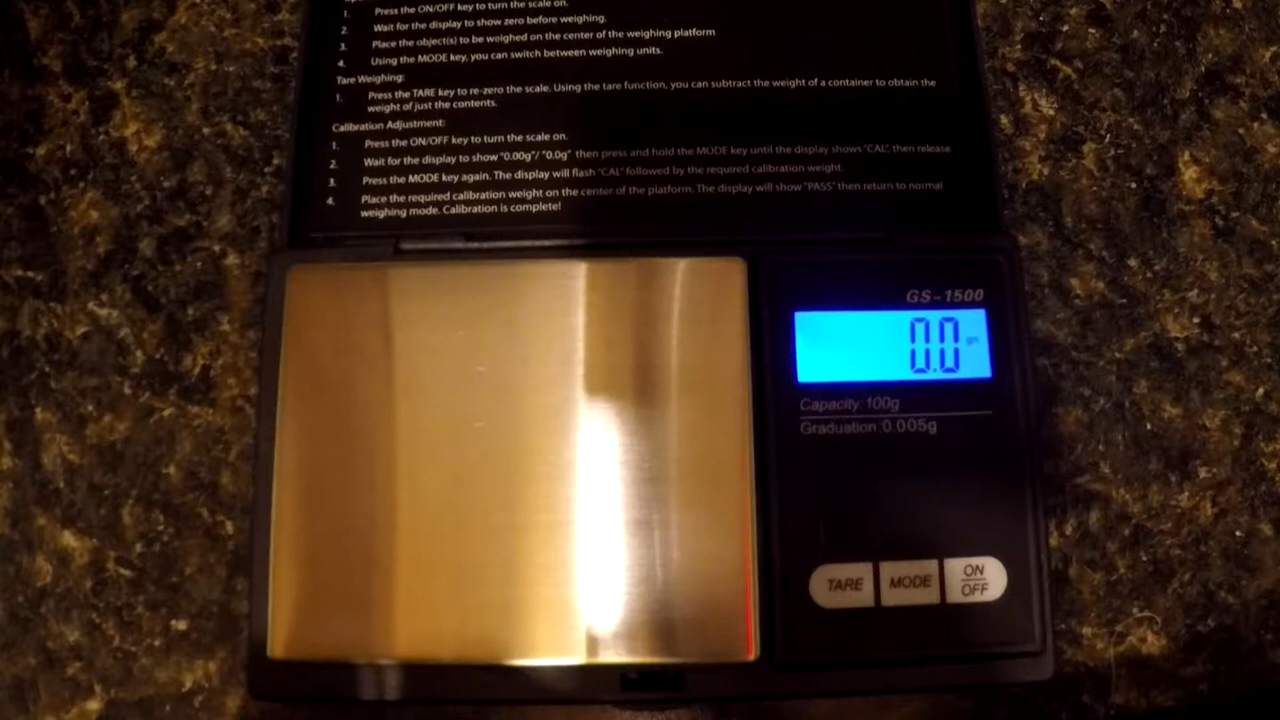 1. Press the ON/OFF key to turn the scale on.
2. Wait for the display to show zero before weighing.
3. Place the object(s) to be weighed on the center of the weighing platform
4. Using the MODE key, you can switch between weighing units.
Tare Weighing:
1. Press the TARE key to re-zero the scale. Using the tare function, you can subtract the weight of a container to obtain the
weight of just the contents.
Calibration Adjustment:
1. Press the ON/OFF key to turn the scale on.
2. Wait for the display to show "0.00g"/ "0.0g" then press and hold the MODE key until the display shows "CAL", then release
3. Press the MODE key again. The display will flash "CAL" followed by the required calibration weight.
4. Place the required calibration weight on the center of the platform. The display will show "PASS" then return to normal
weighing mode. Calibration is complete!
GS-1500
0.0 gn
Capacity:100g
Graduation:0.005g
TARE MODE ON
OFF